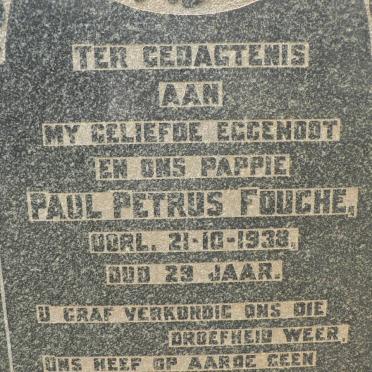 TER GEDAGTENIS
AAN
MY GELIEFDE EGGENOOT
EN ONS PAPPIE
PAUL PETRUS FOUCHE,
OORL. 21-10-1938,
OUD 29 JAAR.
U GRAF VERKONDIG ONS DIE
DROEFHEID WEER,
ONS HEEF OP AARDE GEEN